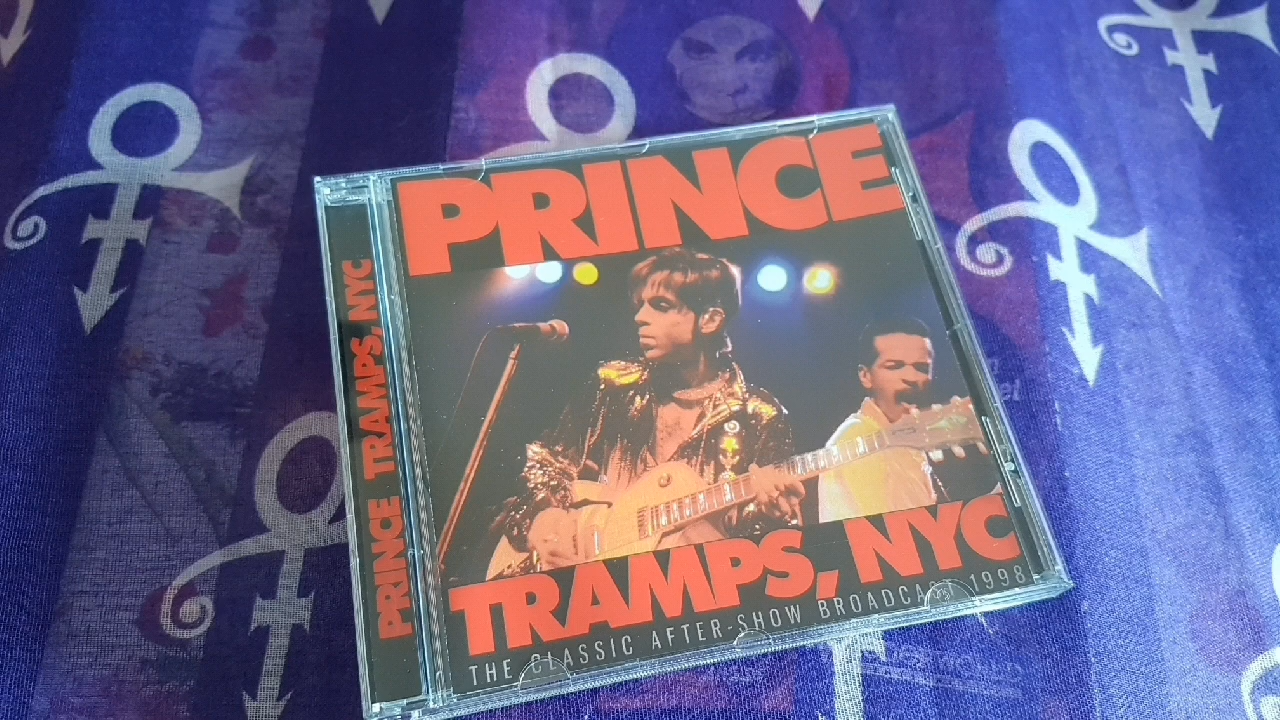 PRINCE
TRAMPS, NYC
THE CLASSIC AFTER-SHOW BROADCAST 1998
PRINCE TRAMPS, NYC